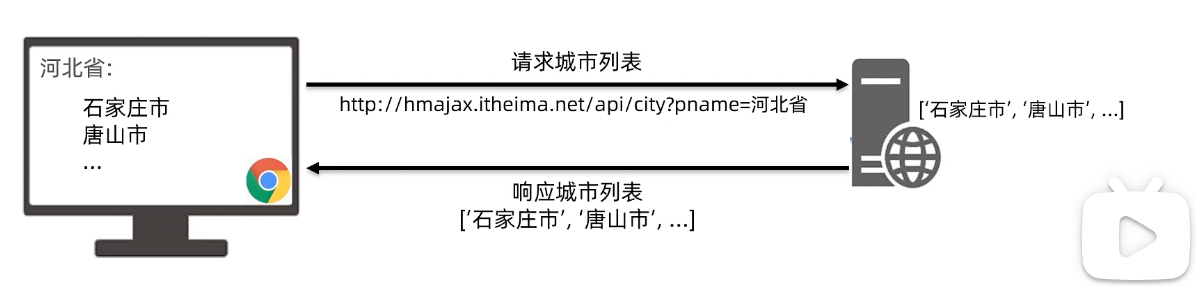 河北省:
石家庄市
唐山市
...
请求城市列表
http://hmajax.itheima.net/api/city?pname=河北省
['石家庄市', '唐山市', ...]
响应城市列表
['石家庄市', '唐山市', ...]